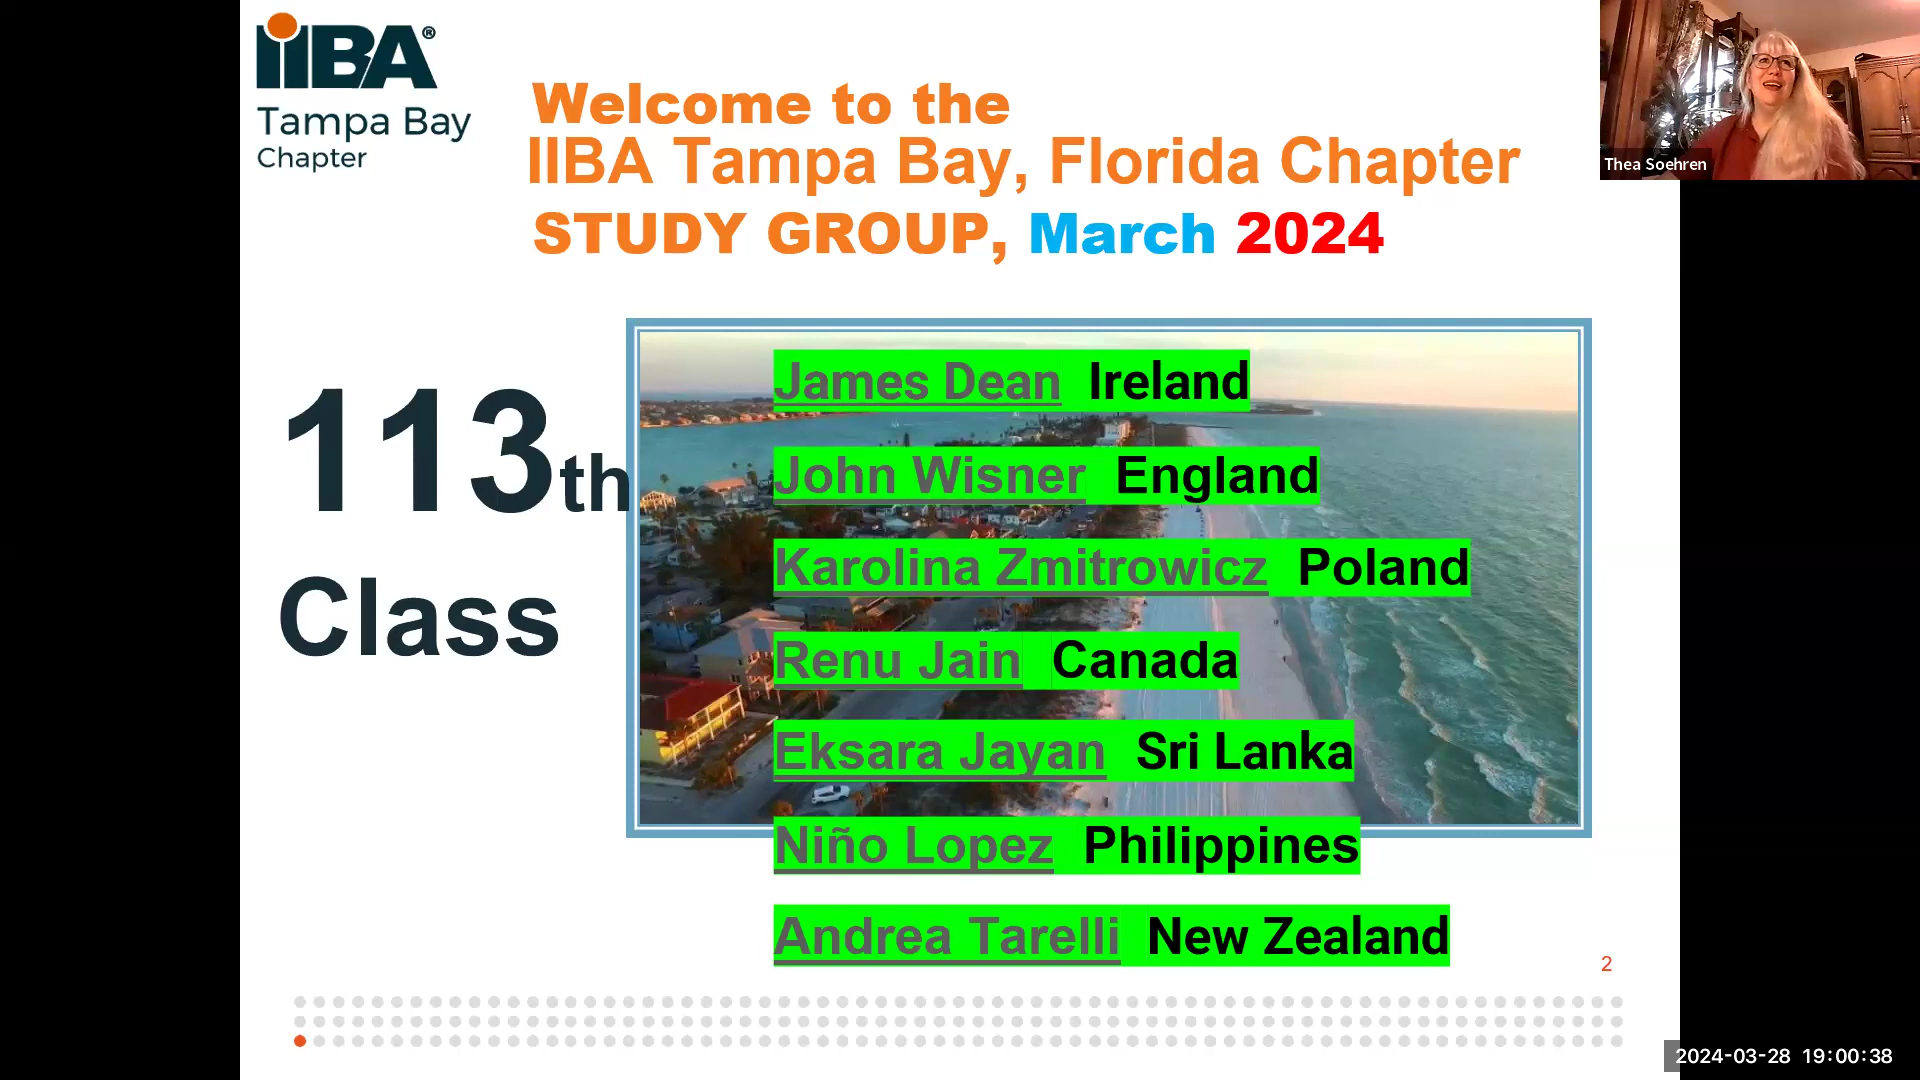 iiBA®
Tampa Bay
Chapter
Welcome to the
IIBA Tampa Bay, Florida Chapter
STUDY GROUP, March 2024
Thea Soehren
113th
Class
James Dean Ireland
John Wisner England
Karolina Zmitrowicz Poland
Renu Jain Canada
Eksara Jayan Sri Lanka
Niño Lopez Philippines
Andrea Tarelli New Zealand
2
2024-03-28 19:00:38